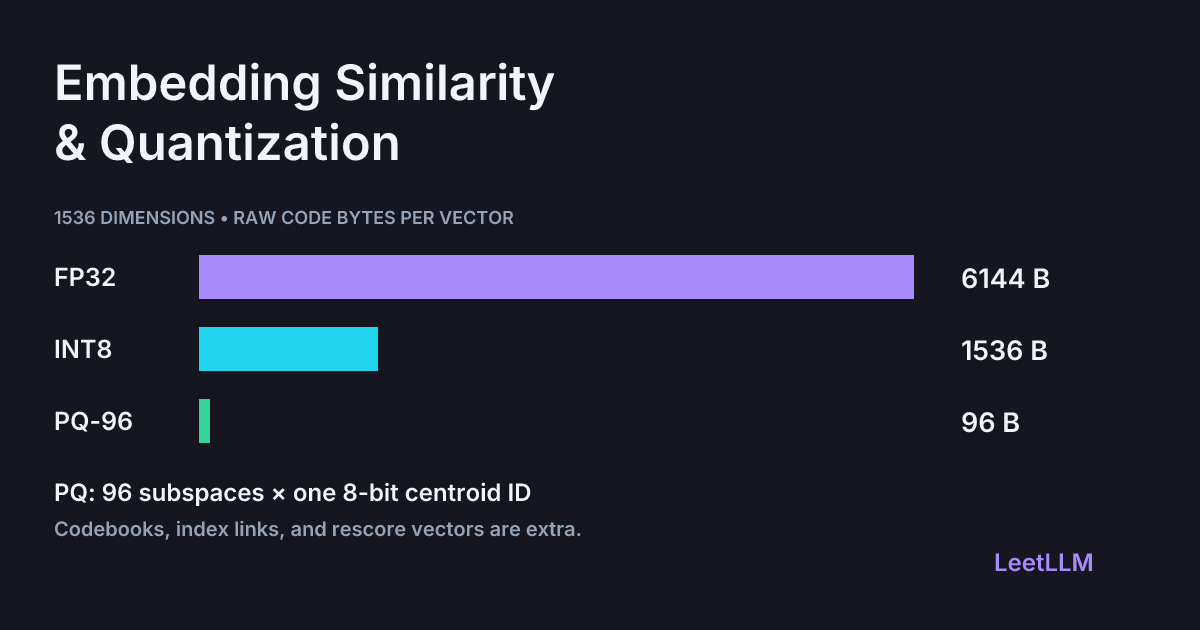 Embedding Similarity
& Quantization
1536 DIMENSIONS • RAW CODE BYTES PER VECTOR
FP32 6144 B
INT8 1536 B
PQ-96 96 B
PQ: 96 subspaces × one 8-bit centroid ID
Codebooks, index links, and rescore vectors are extra.
LeetLLM